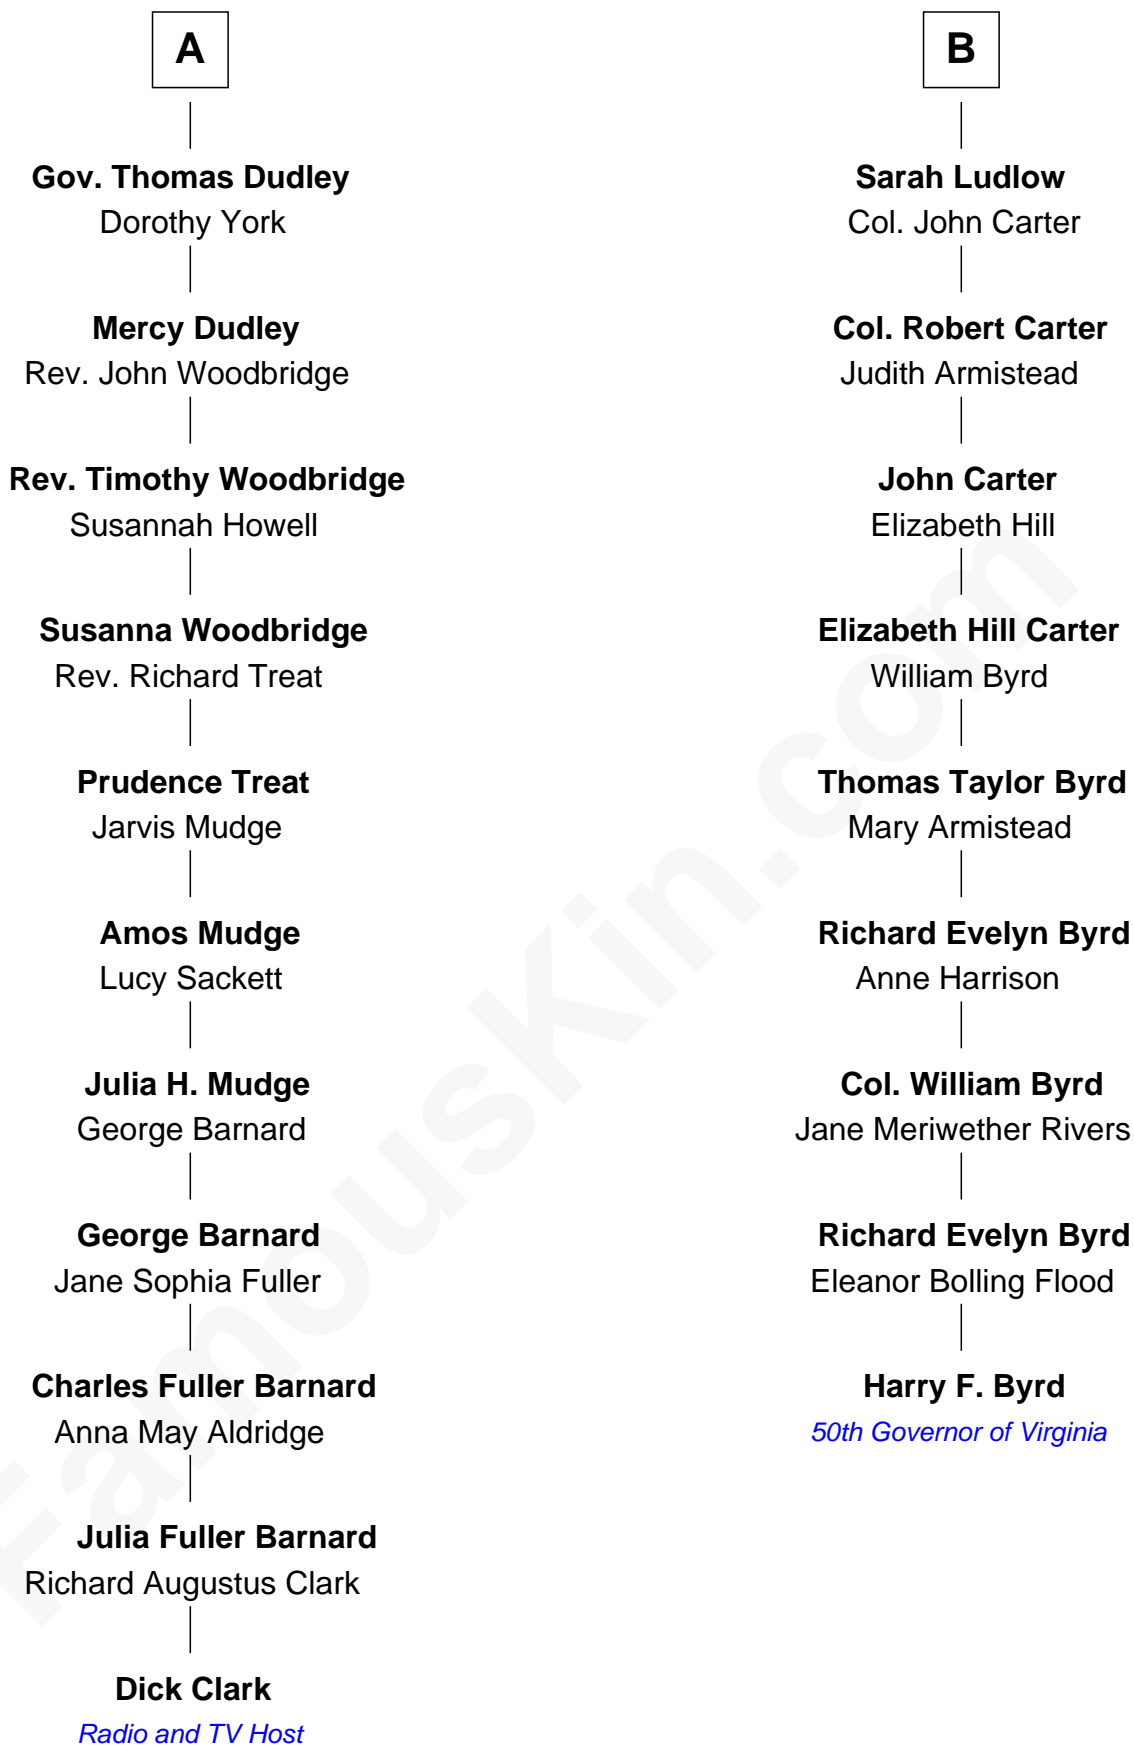 A
Gov. Thomas Dudley
Dorothy York
Mercy Dudley
Rev. John Woodbridge
Rev. Timothy Woodbridge
Susannah Howell
Susanna Woodbridge
Rev. Richard Treat
Prudence Treat
Jarvis Mudge
Amos Mudge
Lucy Sackett
Julia H. Mudge
George Barnard
George Barnard
Jane Sophia Fuller
Charles Fuller Barnard
Anna May Aldridge
Julia Fuller Barnard
Richard Augustus Clark
Dick Clark
Radio and TV Host
B
Sarah Ludlow
Col. John Carter
Col. Robert Carter
Judith Armistead
John Carter
Elizabeth Hill
Elizabeth Hill Carter
William Byrd
Thomas Taylor Byrd
Mary Armistead
Richard Evelyn Byrd
Anne Harrison
Col. William Byrd
Jane Meriwether Rivers
Richard Evelyn Byrd
Eleanor Bolling Flood
Harry F. Byrd
50th Governor of Virginia
FamousKin.com